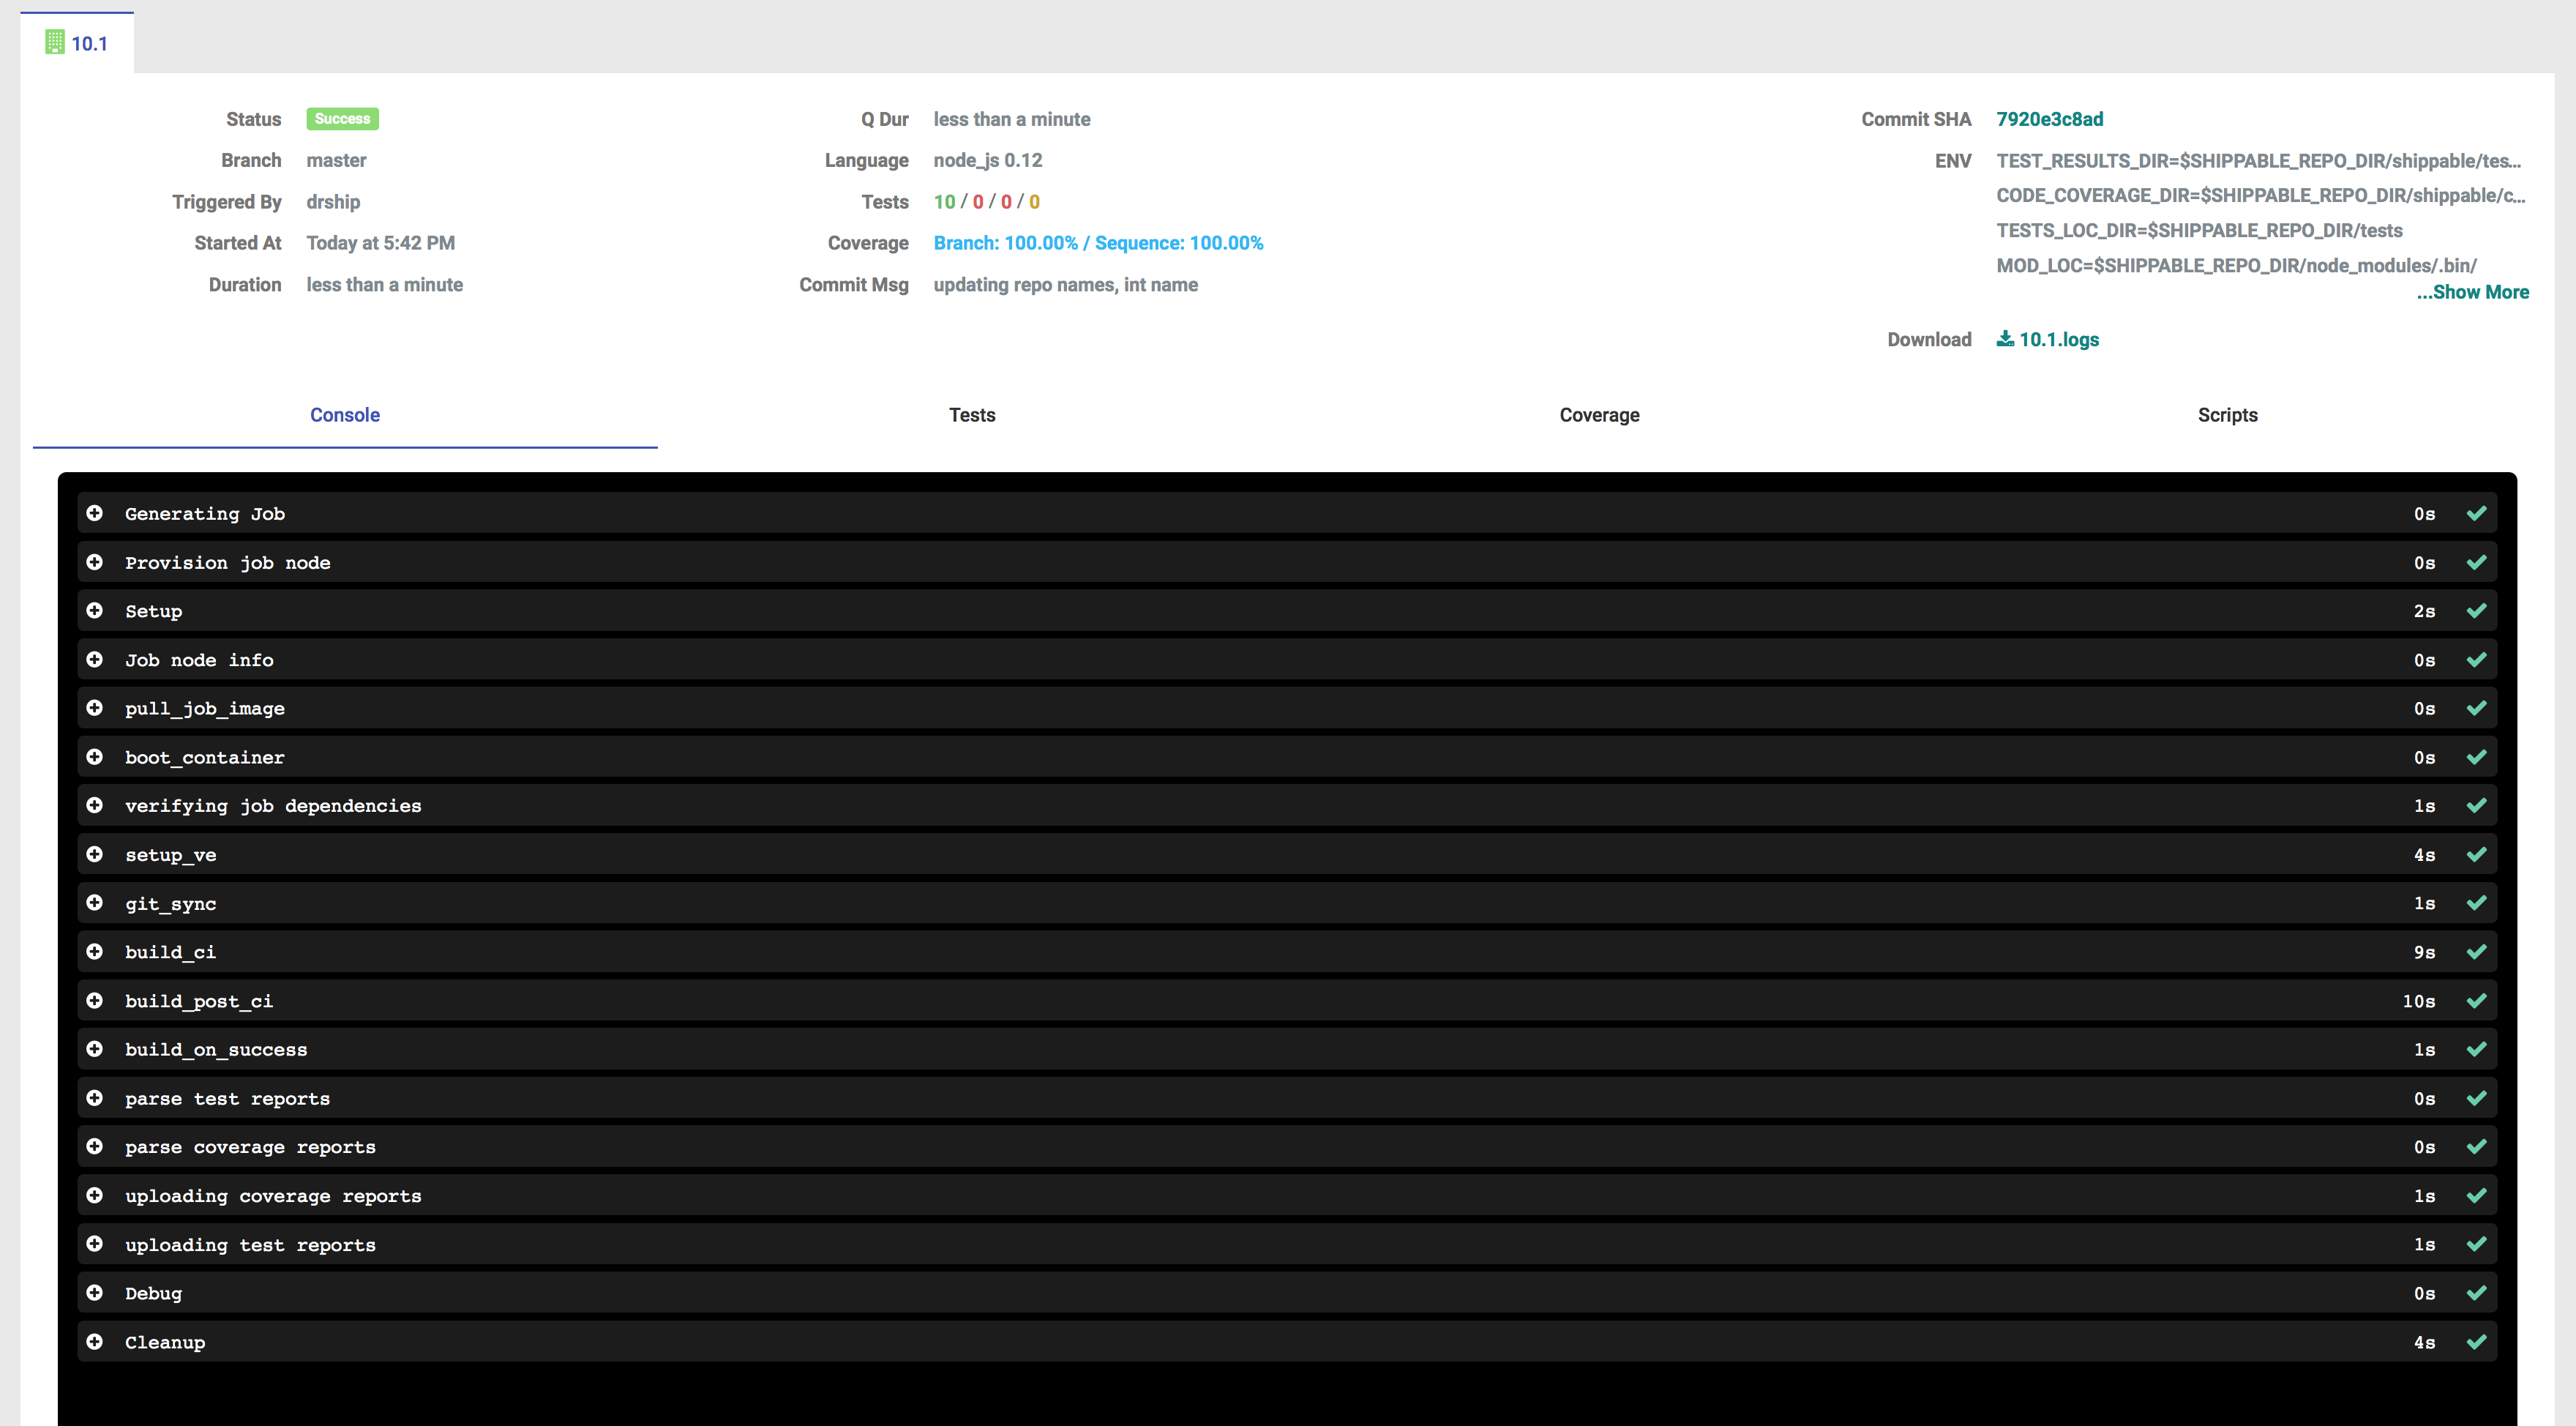 10.1
Status Success
Branch master
Triggered By drship
Started At Today at 5:42 PM
Duration less than a minute
Q Dur less than a minute
Language node_js 0.12
Tests 10 / 0 / 0 / 0
Coverage Branch: 100.00% / Sequence: 100.00%
Commit Msg updating repo names, int name
Commit SHA 7920e3c8ad
ENV TEST_RESULTS_DIR=$SHIPPABLE_REPO_DIR/shippable/tes...
CODE_COVERAGE_DIR=$SHIPPABLE_REPO_DIR/shippable/c...
TESTS_LOC_DIR=$SHIPPABLE_REPO_DIR/tests
MOD_LOC=$SHIPPABLE_REPO_DIR/node_modules/.bin/
...Show More
Download 10.1.logs
Console Tests Coverage Scripts
Generating Job 0s
Provision job node 0s
Setup 2s
Job node info 0s
pull_job_image 0s
boot_container 0s
verifying job dependencies 1s
setup_ve 4s
git_sync 1s
build_ci 9s
build_post_ci 10s
build_on_success 1s
parse test reports 0s
parse coverage reports 0s
uploading coverage reports 1s
uploading test reports 1s
Debug 0s
Cleanup 4s